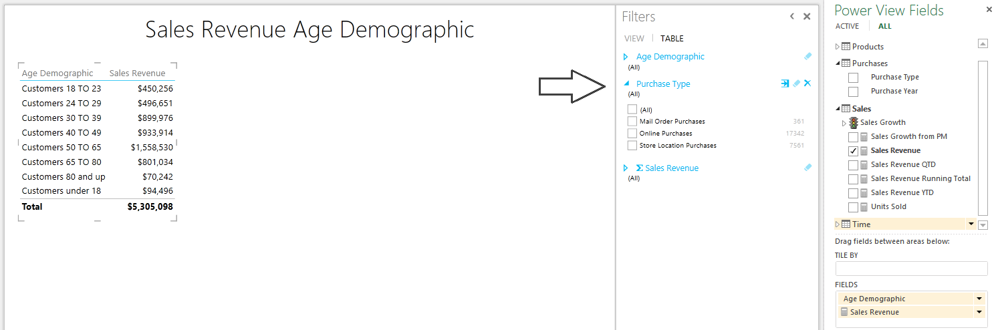 Sales Revenue Age Demographic
Age Demographic Sales Revenue
Customers 18 TO 23 $450,256
Customers 24 TO 29 $496,651
Customers 30 TO 39 $899,976
Customers 40 TO 49 $933,914
Customers 50 TO 65 $1,558,530
Customers 65 TO 80 $801,034
Customers 80 and up $70,242
Customers under 18 $94,496
Total $5,305,098
Filters
VIEW | TABLE
Age Demographic
(All)
Purchase Type
(All)
(All)
Mail Order Purchases 361
Online Purchases 17342
Store Location Purchases 7561
Σ Sales Revenue
(All)
Power View Fields
ACTIVE | ALL
Products
Purchases
Purchase Type
Purchase Year
Sales
Sales Growth
Sales Growth from PM
Sales Revenue
Sales Revenue QTD
Sales Revenue Running Total
Sales Revenue YTD
Units Sold
Time
Drag fields between areas below:
TILE BY
FIELDS
Age Demographic
Sales Revenue